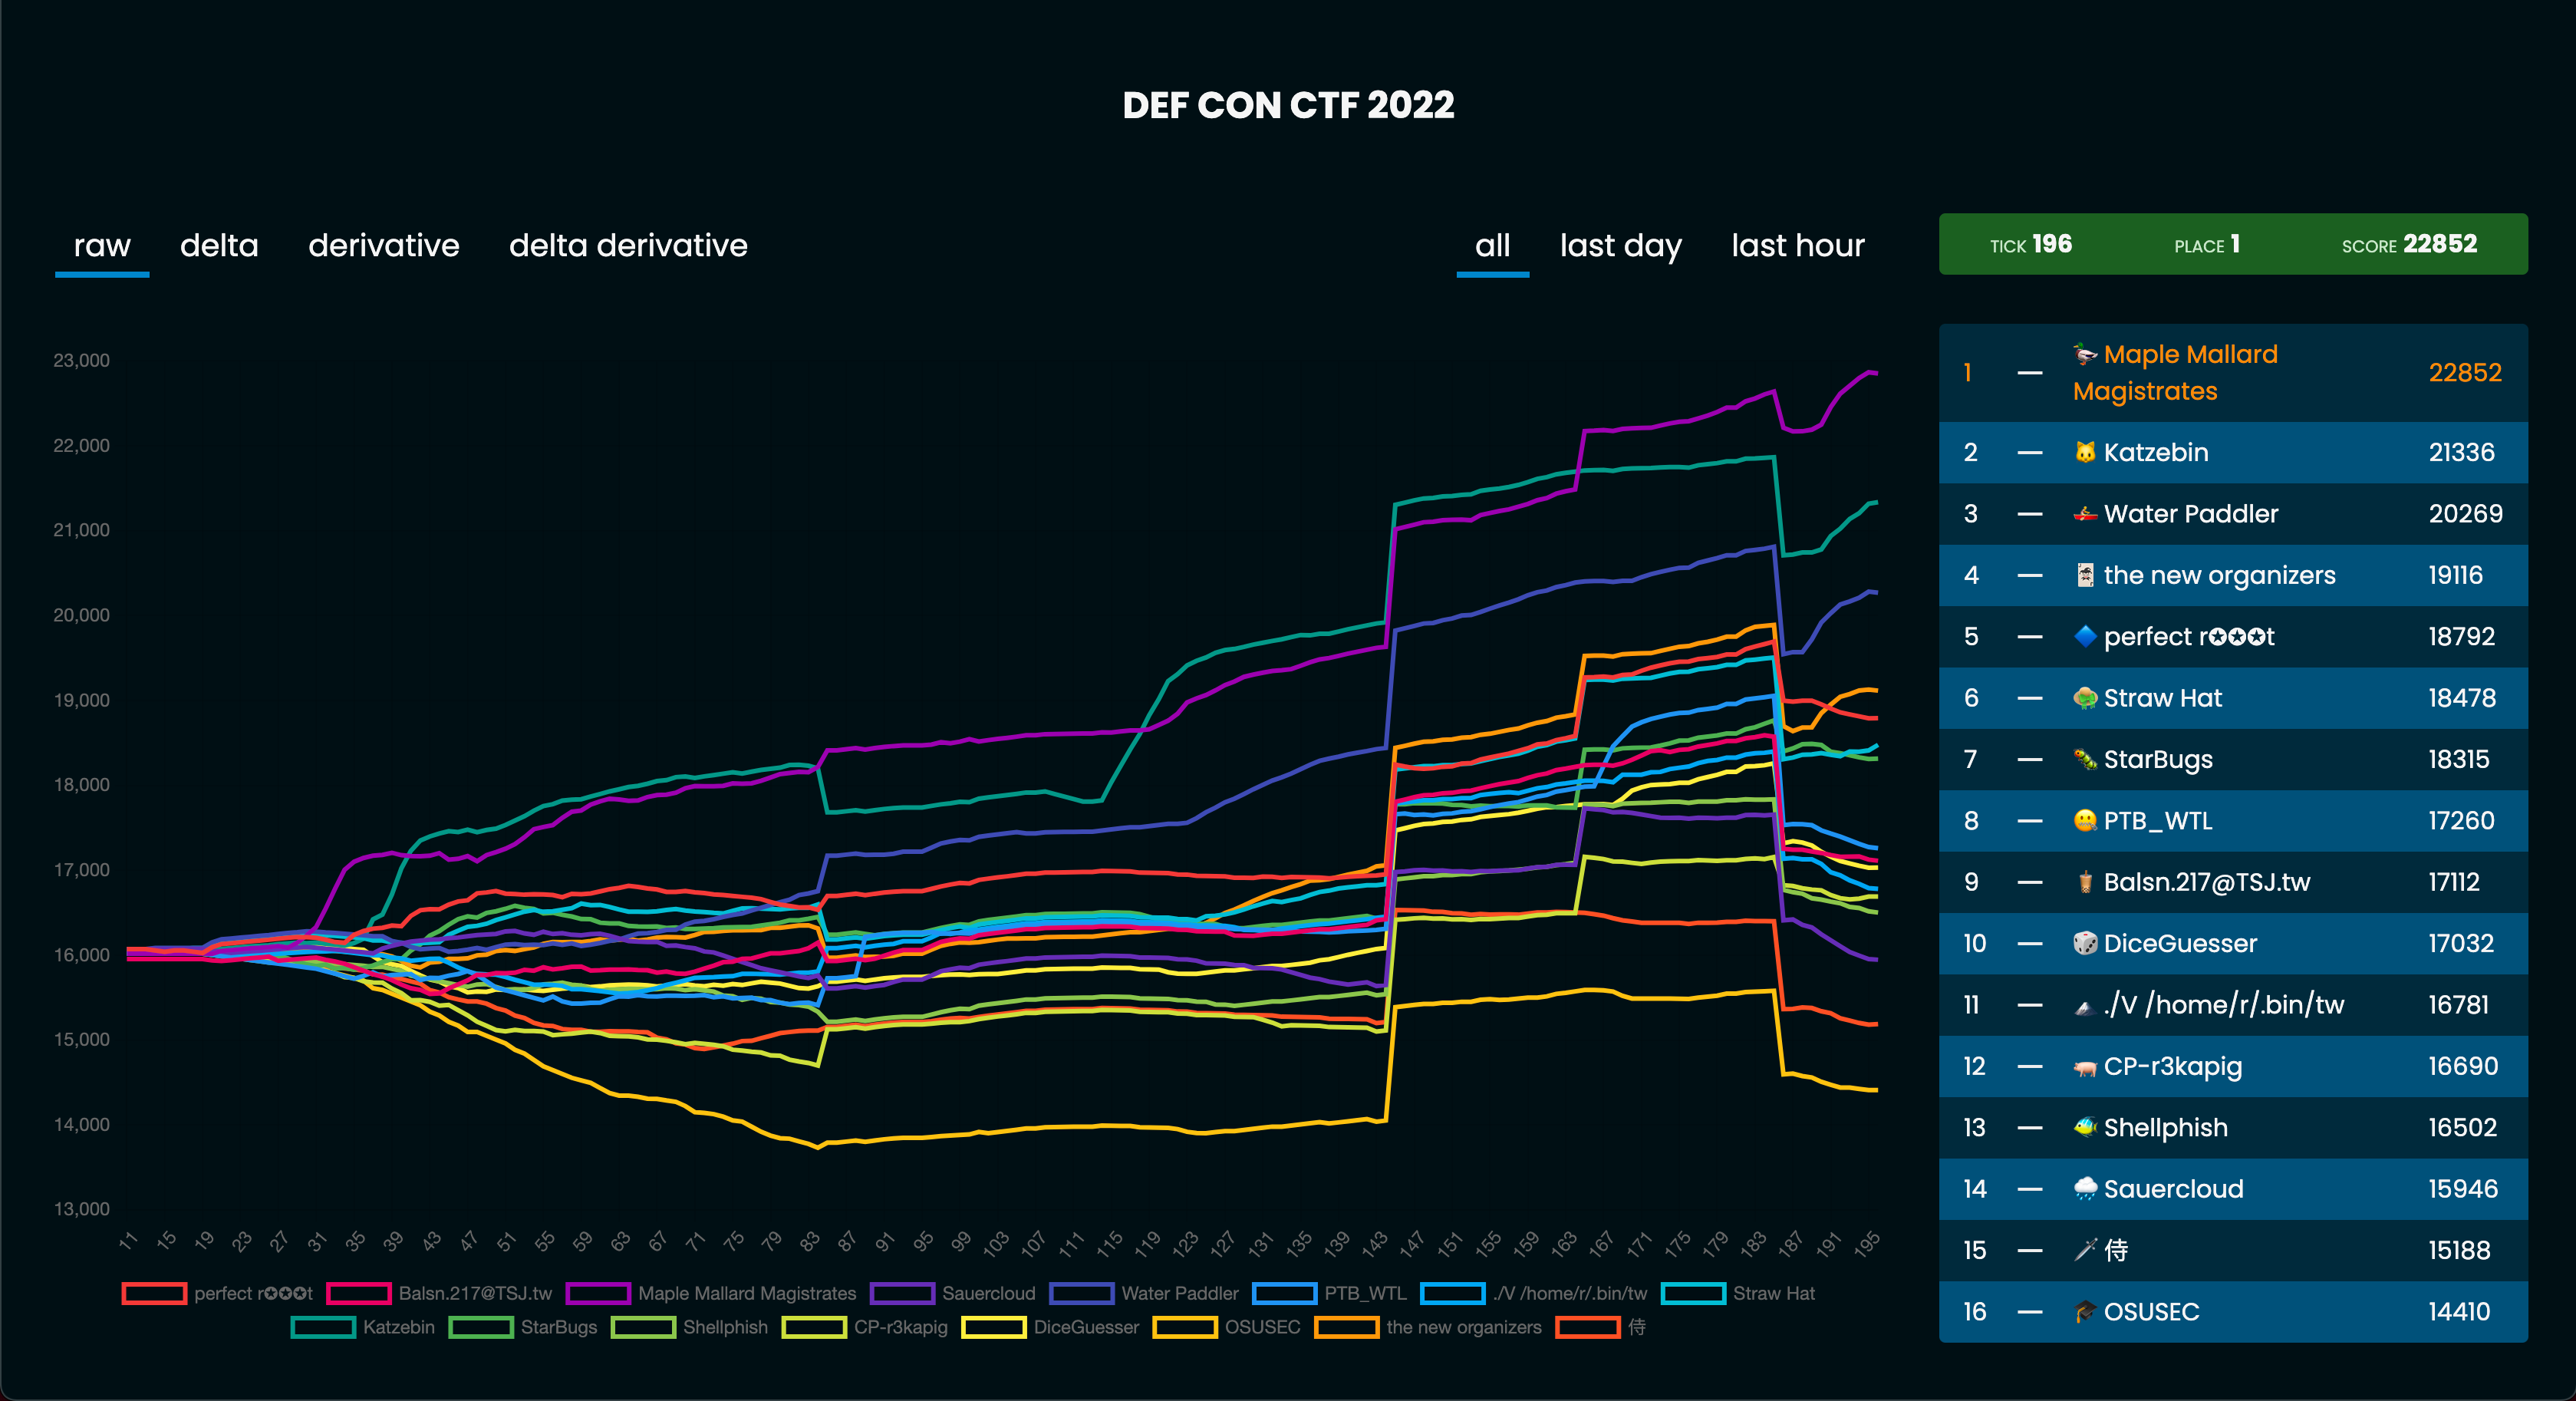 DEF CON CTF 2022
raw delta derivative delta derivative
all last day last hour
TICK 196 PLACE 1 SCORE 22852
23,000
22,000
21,000
20,000
19,000
18,000
17,000
16,000
15,000
14,000
13,000
11 15 19 23 27 31 35 39 43 47 51 55 59 63 67 71 75 79 83 87 91 95 99 103 107 111 115 119 123 127 131 135 139 143 147 151 155 159 163 167 171 175 179 183 187 191 195
perfect r✪✪✪t Balsn.217@TSJ.tw Maple Mallard Magistrates Sauercloud Water Paddler PTB_WTL ./V /home/r/.bin/tw Straw Hat
Katzebin StarBugs Shellphish CP-r3kapig DiceGuesser OSUSEC the new organizers 侍
1 — 🦆 Maple Mallard
Magistrates 22852
2 — 🐱 Katzebin 21336
3 — 🚣 Water Paddler 20269
4 — 🃏 the new organizers 19116
5 — 🔷 perfect r✪✪✪t 18792
6 — 👒 Straw Hat 18478
7 — 🐛 StarBugs 18315
8 — 🤐 PTB_WTL 17260
9 — 🧋 Balsn.217@TSJ.tw 17112
10 — 🎲 DiceGuesser 17032
11 — ⛰️ ./V /home/r/.bin/tw 16781
12 — 🐖 CP-r3kapig 16690
13 — 🐠 Shellphish 16502
14 — 🌧️ Sauercloud 15946
15 — 🗡️ 侍 15188
16 — 🎓 OSUSEC 14410